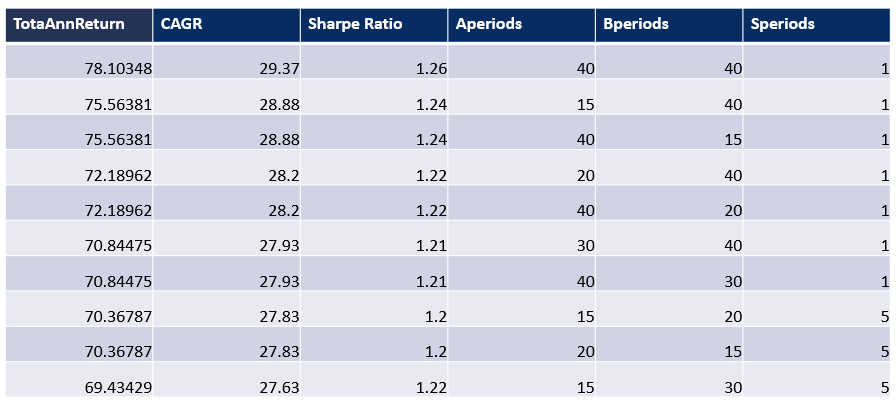 TotaAnnReturn CAGR Sharpe Ratio Aperiods Bperiods Speriods
78.10348 29.37 1.26 40 40 1
75.56381 28.88 1.24 15 40 1
75.56381 28.88 1.24 40 15 1
72.18962 28.2 1.22 20 40 1
72.18962 28.2 1.22 40 20 1
70.84475 27.93 1.21 30 40 1
70.84475 27.93 1.21 40 30 1
70.36787 27.83 1.2 15 20 5
70.36787 27.83 1.2 20 15 5
69.43429 27.63 1.22 15 30 5